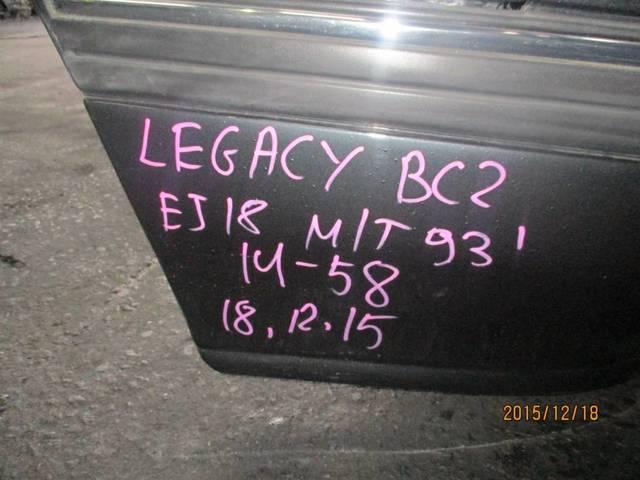 LEGACY BC2
EJ18 M/T 93'
14-58
18.12.15
2015/12/18